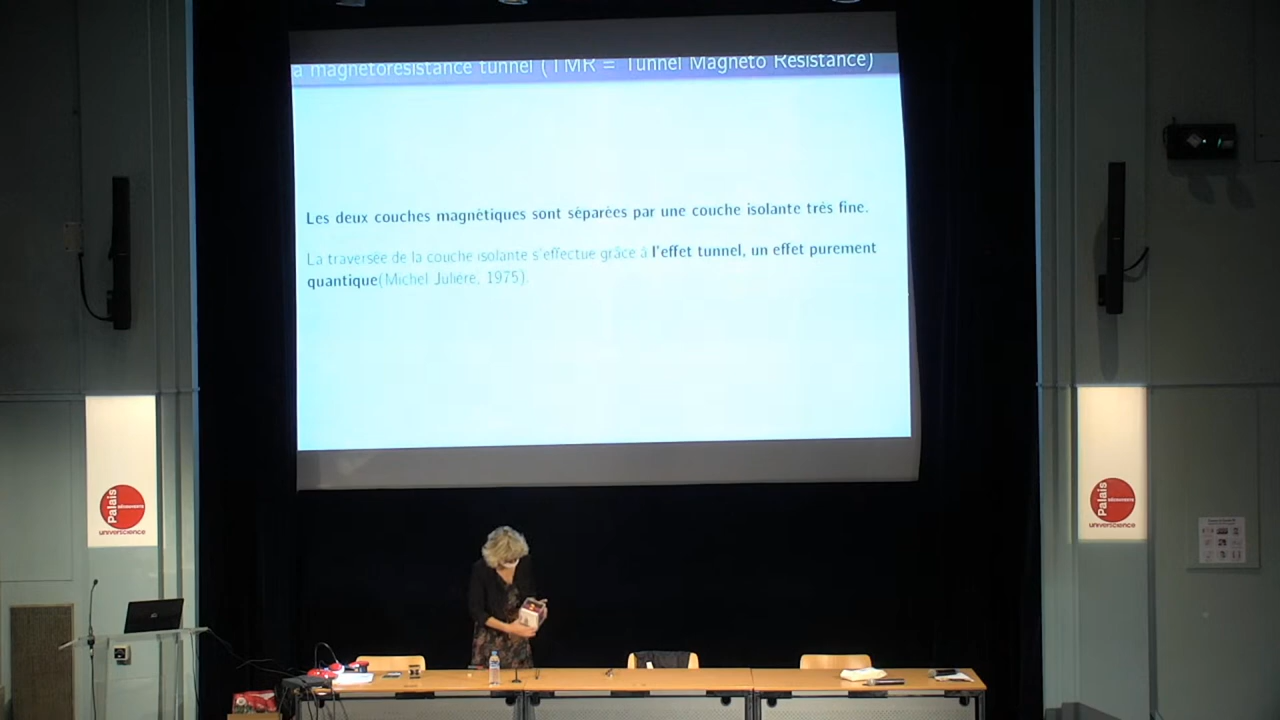 a magnétorésistance tunnel (TMR = Tunnel Magneto Resistance)
Les deux couches magnétiques sont séparées par une couche isolante très fine.
La traversée de la couche isolante s'effectue grâce à l'effet tunnel, un effet purement
quantique(Michel Julière, 1975).
Palais
DÉCOUVERTE
universcience
Palais
DÉCOUVERTE
universcience